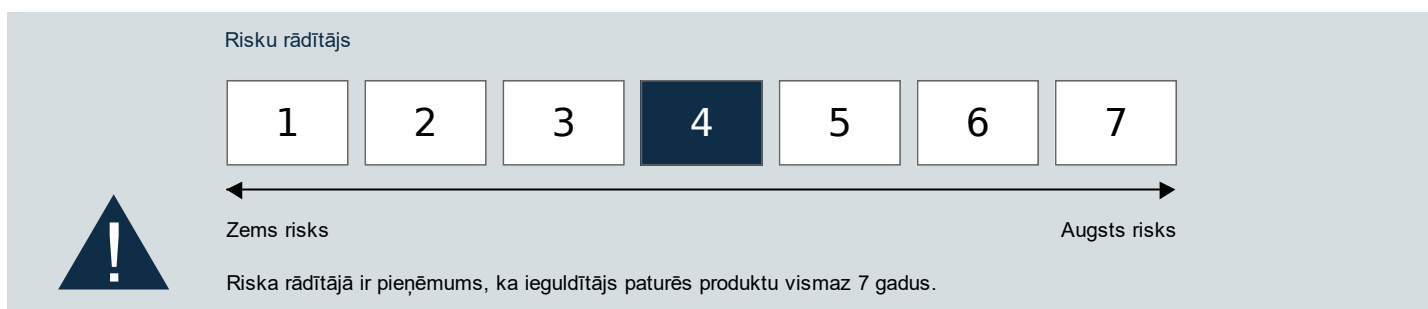 Risku rādītājs
1 2 3 4 5 6 7
Zems risks Augsts risks
!
Riska rādītājā ir pieņēmums, ka ieguldītājs paturēs produktu vismaz 7 gadus.